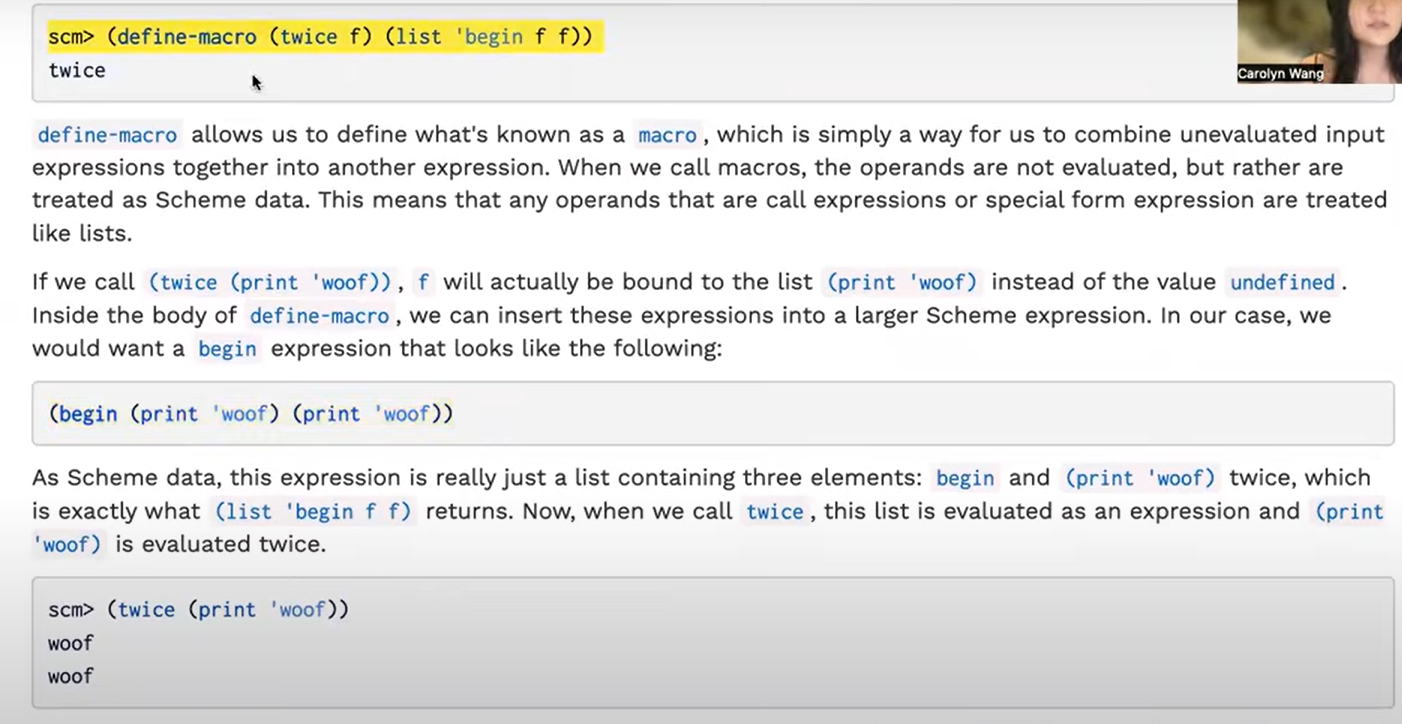 scm> (define-macro (twice f) (list 'begin f f))
twice
Carolyn Wang
define-macro allows us to define what's known as a macro, which is simply a way for us to combine unevaluated input
expressions together into another expression. When we call macros, the operands are not evaluated, but rather are
treated as Scheme data. This means that any operands that are call expressions or special form expression are treated
like lists.
If we call (twice (print 'woof)), f will actually be bound to the list (print 'woof) instead of the value undefined.
Inside the body of define-macro, we can insert these expressions into a larger Scheme expression. In our case, we
would want a begin expression that looks like the following:
(begin (print 'woof) (print 'woof))
As Scheme data, this expression is really just a list containing three elements: begin and (print 'woof) twice, which
is exactly what (list 'begin f f) returns. Now, when we call twice, this list is evaluated as an expression and (print
'woof) is evaluated twice.
scm> (twice (print 'woof))
woof
woof